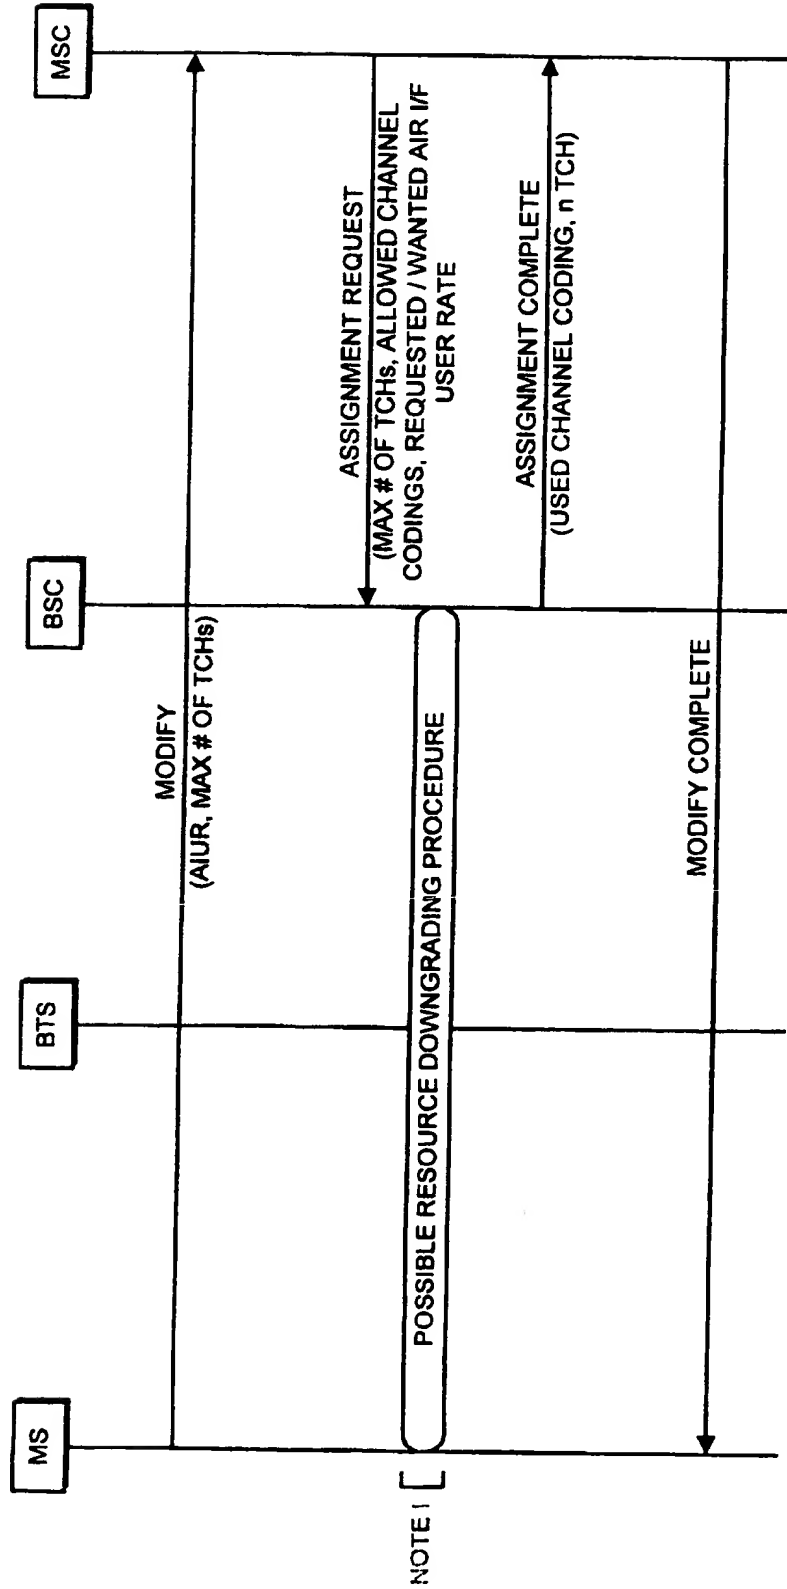 MS
BTS
BSC
MSC
MODIFY
(AIUR, MAX # OF TCHs)
ASSIGNMENT REQUEST
(MAX # OF TCHs, ALLOWED CHANNEL
CODINGS, REQUESTED / WANTED AIR I/F
USER RATE
NOTE 1
POSSIBLE RESOURCE DOWNGRADING PROCEDURE
ASSIGNMENT COMPLETE
(USED CHANNEL CODING, n TCH)
MODIFY COMPLETE